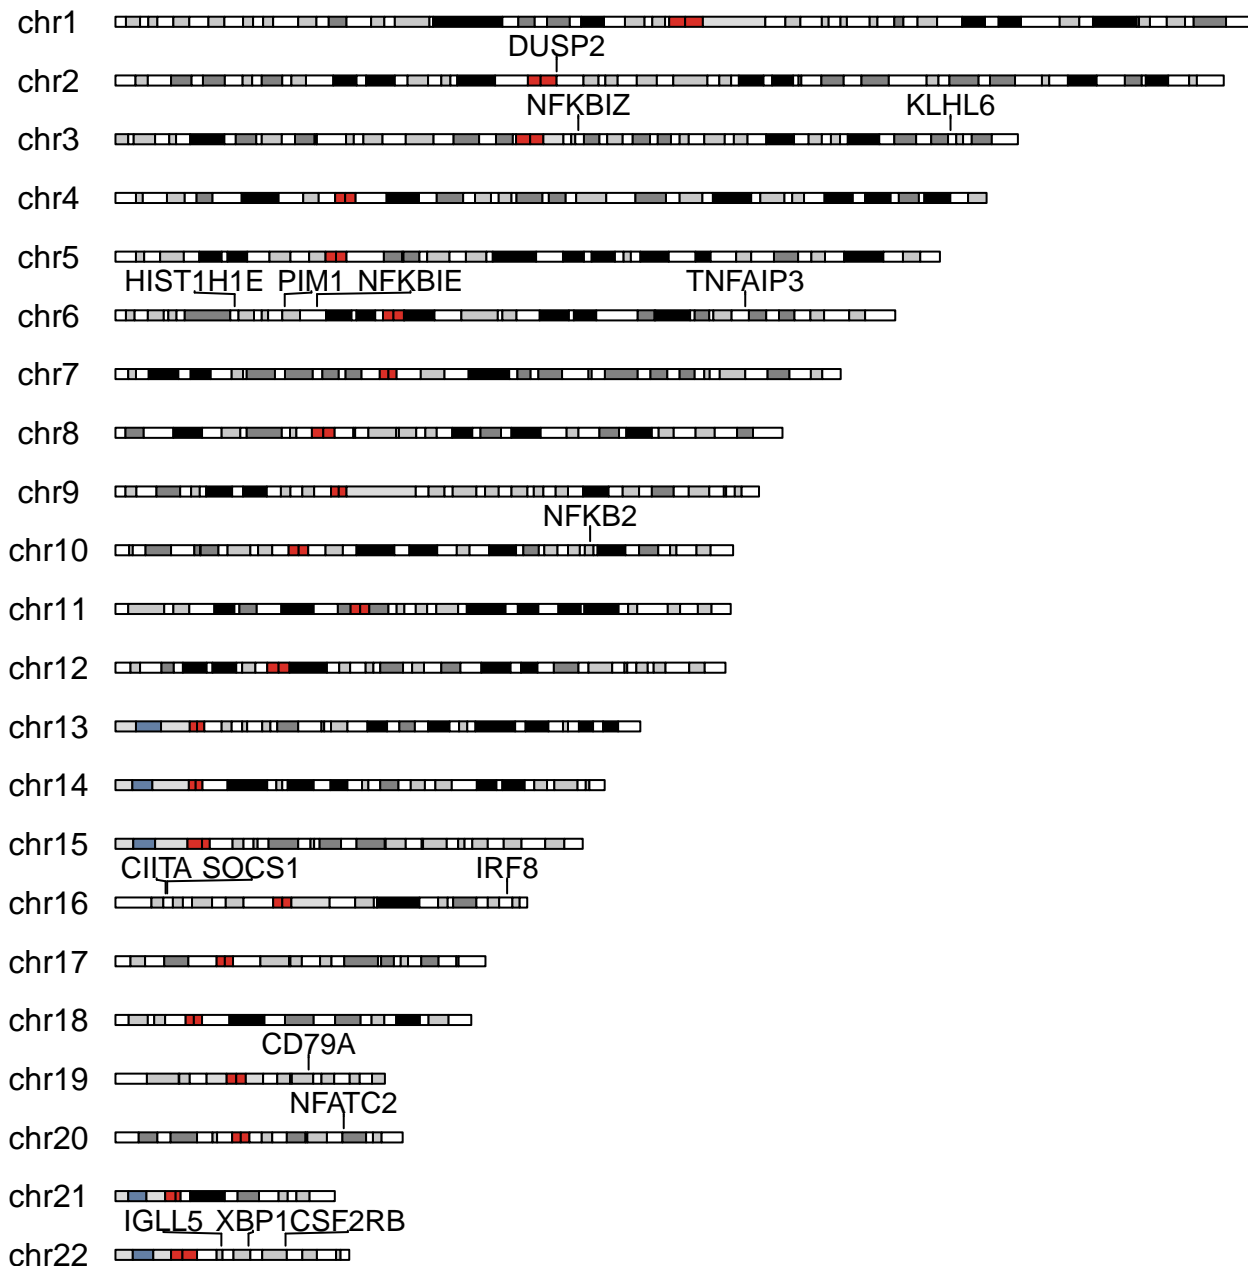 chr1
DUSP2
chr2
NFKBIZ KLHL6
chr3
chr4
chr5
HIST1H1E PIM1 NFKBIE TNFAIP3
chr6
chr7
chr8
chr9
NFKB2
chr10
chr11
chr12
chr13
chr14
chr15
CIITA SOCS1 IRF8
chr16
chr17
chr18
CD79A
chr19
NFATC2
chr20
chr21
IGLL5 XBP1 CSF2RB
chr22